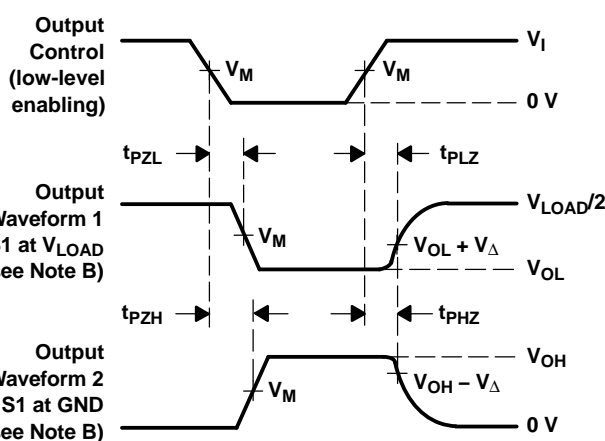 Output
Control
(low-level
enabling)
VM
VM
VI
0 V
tPZL
tPLZ
Output
Waveform 1
S1 at VLOAD
(see Note B)
VM
VLOAD/2
VOL + VΔ
VOL
tPZH
tPHZ
Output
Waveform 2
S1 at GND
(see Note B)
VM
VOH
VOH – VΔ
0 V